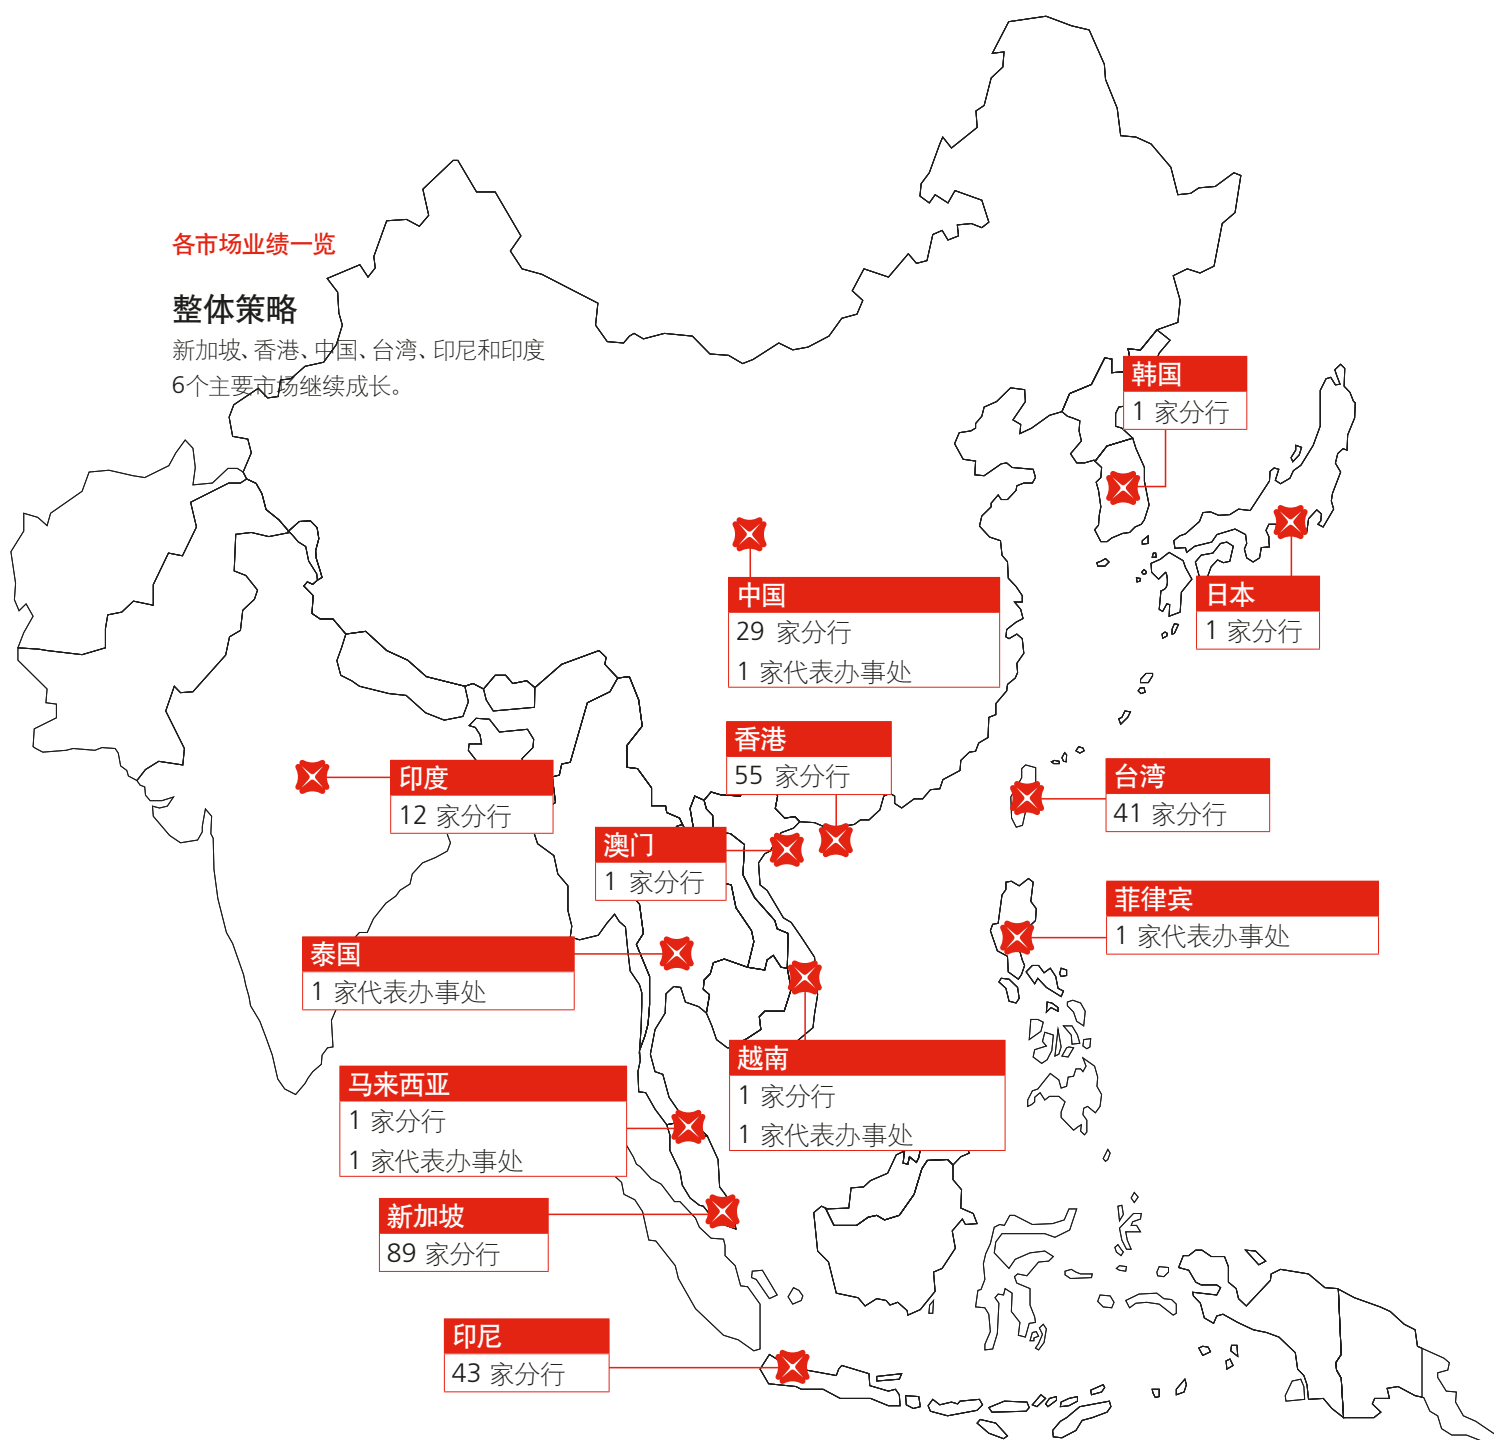 各市场业绩一览
整体策略
新加坡、香港、中国、台湾、印尼和印度
6个主要市场继续成长。
韩国
1 家分行
日本
1 家分行
中国
29 家分行
1 家代表办事处
香港
55 家分行
台湾
41 家分行
印度
12 家分行
澳门
1 家分行
菲律宾
1 家代表办事处
泰国
1 家代表办事处
越南
1 家分行
1 家代表办事处
马来西亚
1 家分行
1 家代表办事处
新加坡
89 家分行
印尼
43 家分行